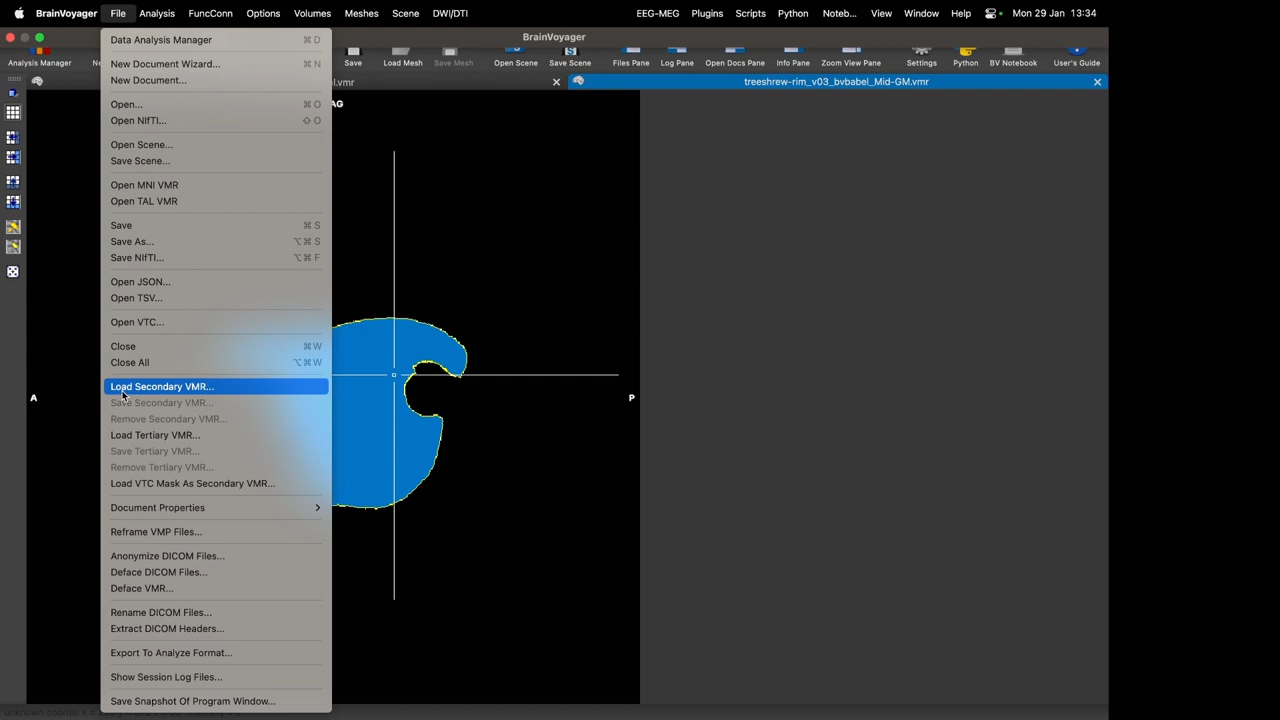 BrainVoyager File Analysis FuncConn Options Volumes Meshes Scene DWI/DTI EEG-MEG Plugins Scripts Python Noteb... View Window Help Mon 29 Jan 13:34
BrainVoyager
Analysis Manager Save Load Mesh Save Mesh Open Scene Save Scene Files Pane Log Pane Open Docs Pane Info Pane Zoom View Pane Settings Python BV Notebook User's Guide
treeshrew-rim_v03_bvbabel_Mid-GM.vmr
Data Analysis Manager ⌘ D
New Document Wizard... ⌘ N
New Document...
Open... ⌘ O
Open NIfTI... ⇧ O
Open Scene...
Save Scene...
Open MNI VMR
Open TAL VMR
Save ⌘ S
Save As... ⌥⌘ S
Save NIfTI... ⌥⌘ F
Open JSON...
Open TSV...
Open VTC...
Close ⌘ W
Close All ⌥⌘ W
Load Secondary VMR...
Save Secondary VMR...
Remove Secondary VMR...
Load Tertiary VMR...
Save Tertiary VMR...
Remove Tertiary VMR...
Load VTC Mask As Secondary VMR...
Document Properties
Reframe VMP Files...
Anonymize DICOM Files...
Deface DICOM Files...
Deface VMR...
Rename DICOM Files...
Extract DICOM Headers...
Export To Analyze Format...
Show Session Log Files...
Save Snapshot Of Program Window...
A
P